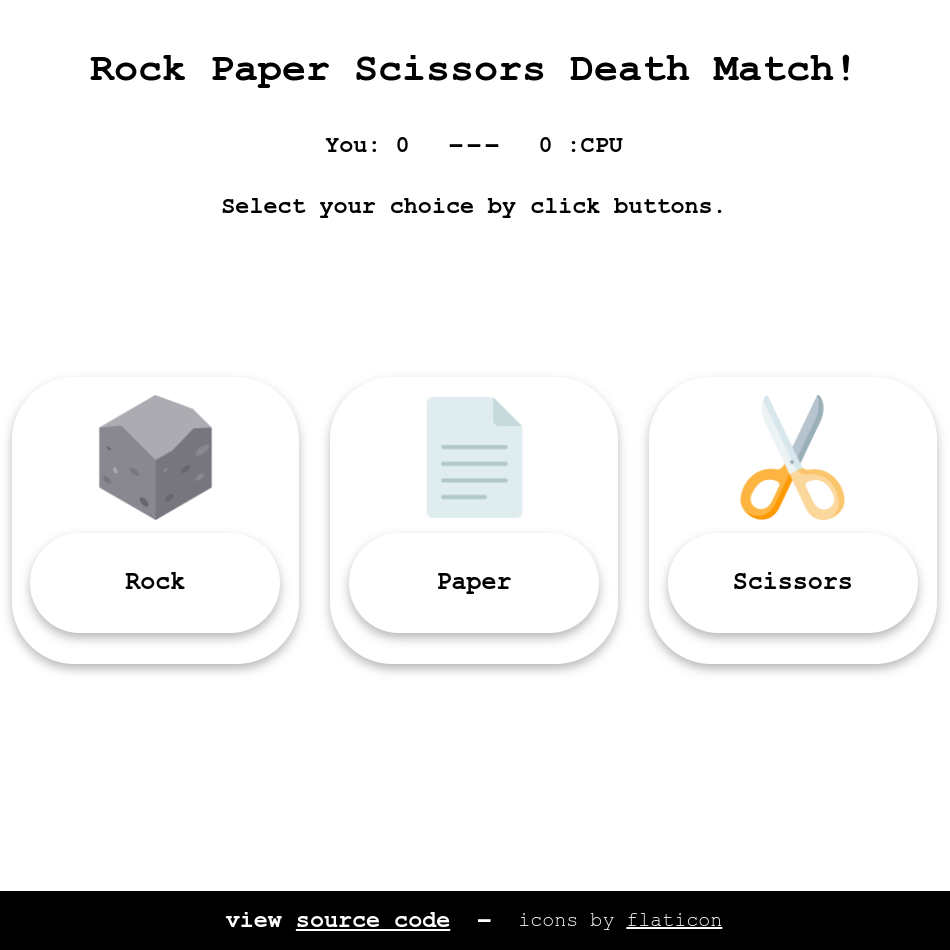 Rock Paper Scissors Death Match!
You: 0 --- 0 :CPU
Select your choice by click buttons.
Rock
Paper
Scissors
view source code - icons by flaticon